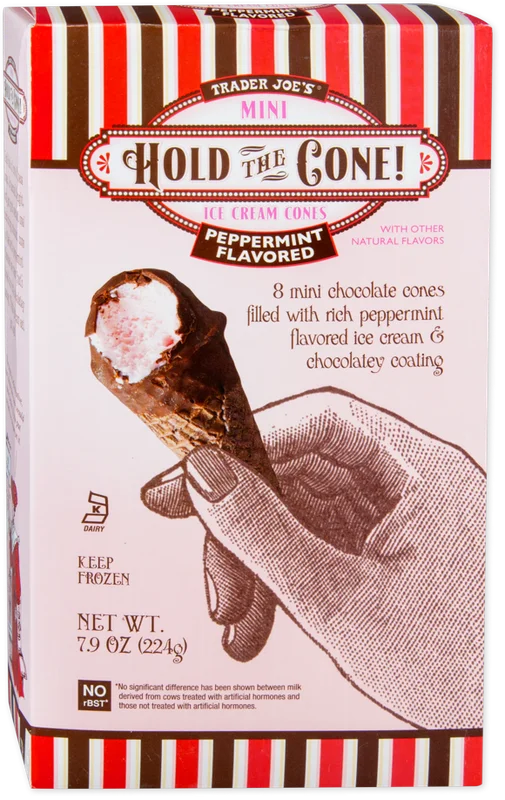 PEPPERMINT
FLAVORED
TRADER JOE'S®
MINI
HOLD THE CONE!
ICE CREAM CONES
PEPPERMINT
FLAVORED
WITH OTHER
NATURAL FLAVORS
8 mini chocolate cones
filled with rich peppermint
flavored ice cream &
chocolatey coating
K
DAIRY
KEEP
FROZEN
NET WT.
7.9 OZ (224g)
NO
rBST*
*No significant difference has been shown between milk
derived from cows treated with artificial hormones and
those not treated with artificial hormones.